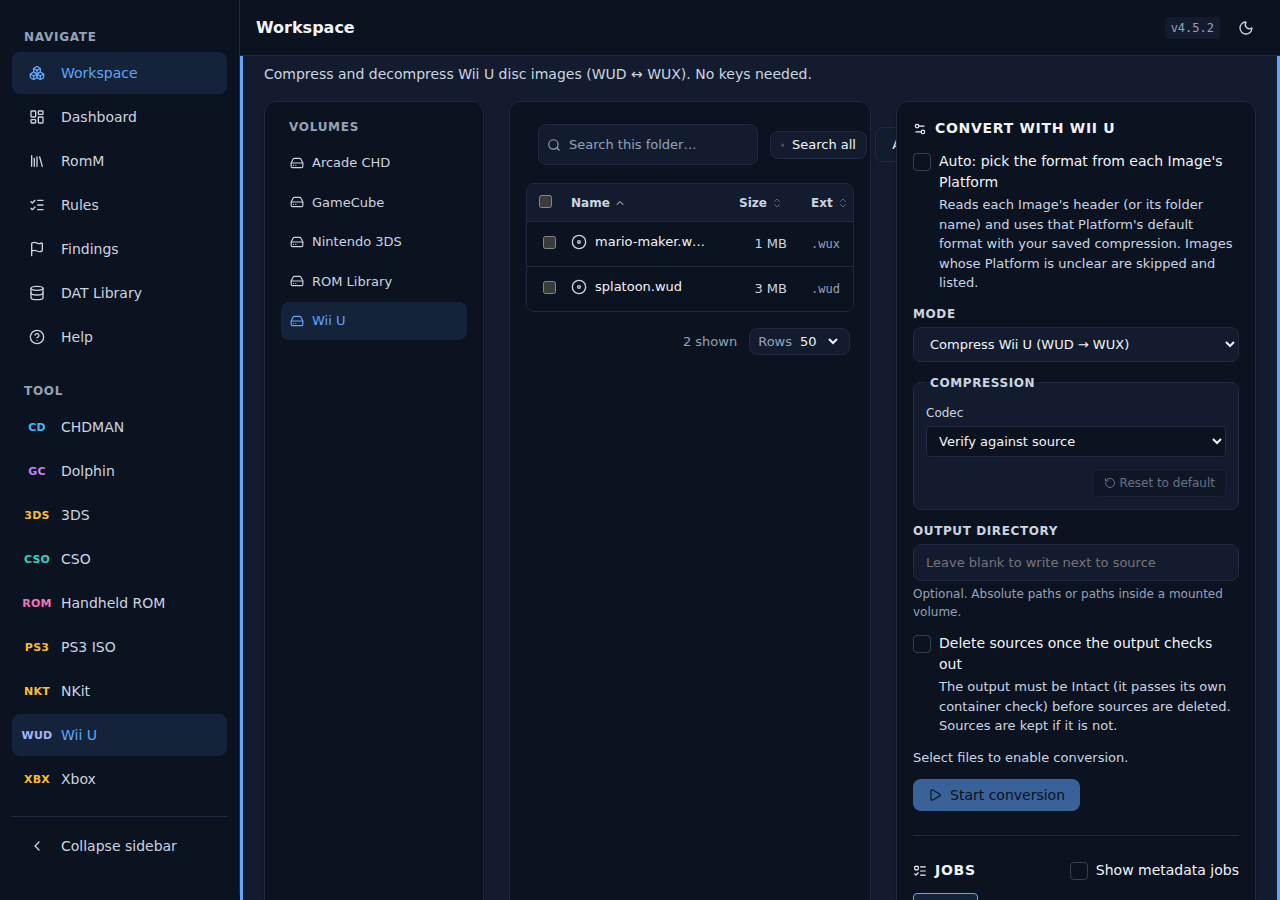 NAVIGATE
Workspace
Dashboard
RomM
Rules
Findings
DAT Library
Help
TOOL
CD CHDMAN
GC Dolphin
3DS 3DS
CSO CSO
ROM Handheld ROM
PS3 PS3 ISO
NKT NKit
WUD Wii U
XBX Xbox
Collapse sidebar
Workspace
v4.5.2
Compress and decompress Wii U disc images (WUD ↔ WUX). No keys needed.
VOLUMES
Arcade CHD
GameCube
Nintendo 3DS
ROM Library
Wii U
Search this folder…
Search all
Name Size Ext
mario-maker.w… 1 MB .wux
splatoon.wud 3 MB .wud
2 shown Rows 50
CONVERT WITH WII U
Auto: pick the format from each Image's
Platform
Reads each Image's header (or its folder
name) and uses that Platform's default
format with your saved compression. Images
whose Platform is unclear are skipped and
listed.
MODE
Compress Wii U (WUD → WUX)
COMPRESSION
Codec
Verify against source
Reset to default
OUTPUT DIRECTORY
Leave blank to write next to source
Optional. Absolute paths or paths inside a mounted
volume.
Delete sources once the output checks
out
The output must be Intact (it passes its own
container check) before sources are deleted.
Sources are kept if it is not.
Select files to enable conversion.
Start conversion
JOBS
Show metadata jobs